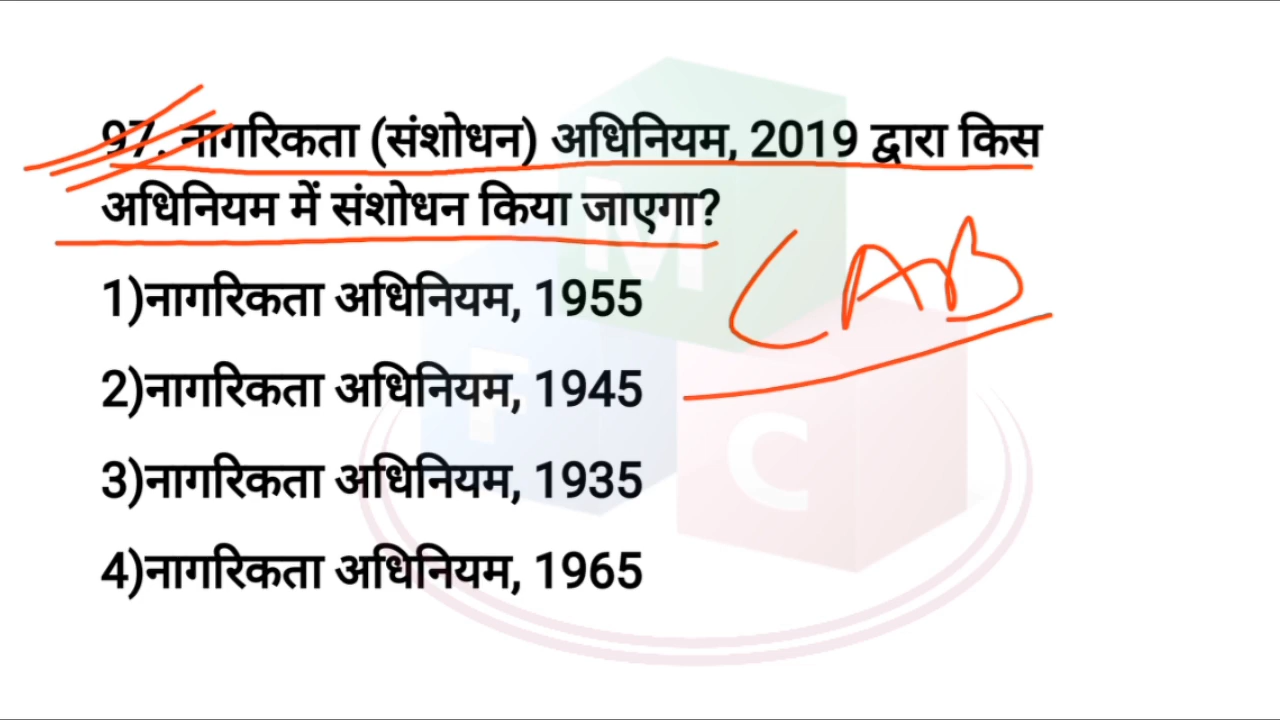 97. नागरिकता (संशोधन) अधिनियम, 2019 द्वारा किस
अधिनियम में संशोधन किया जाएगा?
1)नागरिकता अधिनियम, 1955
CAB
2)नागरिकता अधिनियम, 1945
3)नागरिकता अधिनियम, 1935
4)नागरिकता अधिनियम, 1965
M
F
C